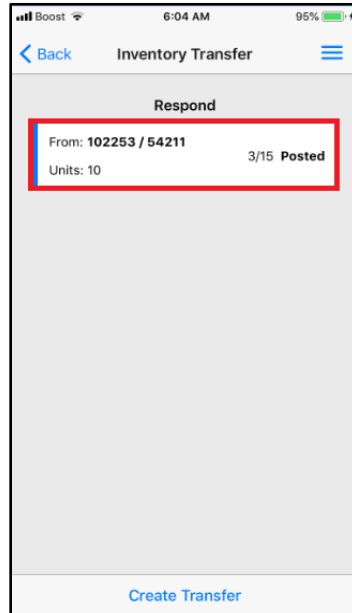 Boost 6:04 AM 95%
Back Inventory Transfer
Respond
From: 102253 / 54211
3/15 Posted
Units: 10
Create Transfer